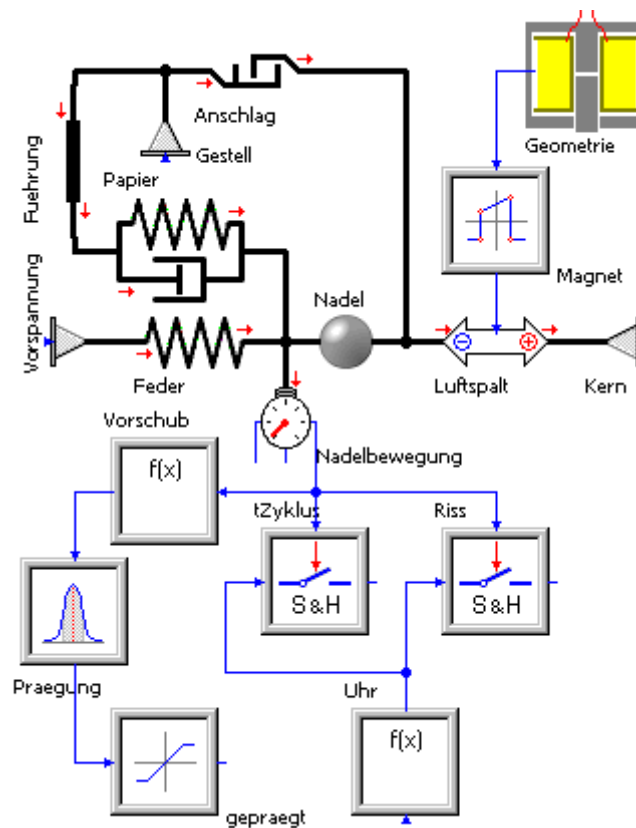 Anschlag
Geometrie
Gestell
Fuehrung
Papier
Magnet
Vorspannung
Nadel
Feder
Luftspalt
Kern
Vorschub
f(x)
Nadelbewegung
tZyklus
Riss
S&H
S&H
Praegung
Uhr
f(x)
gepraegt